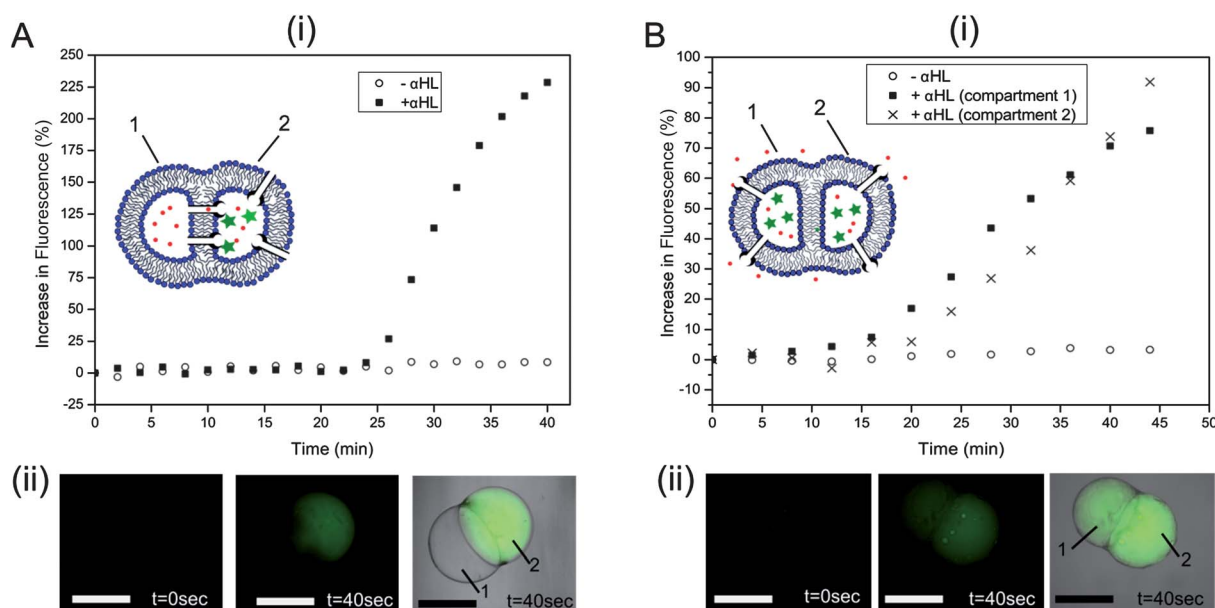 A
(i)
Increase in Fluorescence (%)
250
225
200
175
150
125
100
75
50
25
0
-25
- αHL
+αHL
1
2
0 5 10 15 20 25 30 35 40
Time (min)
(ii)
t=0sec
t=40sec
1
2
t=40sec
B
(i)
Increase in Fluorescence (%)
100
90
80
70
60
50
40
30
20
10
0
-10
- αHL
+ αHL (compartment 1)
+ αHL (compartment 2)
1
2
0 5 10 15 20 25 30 35 40 45 50
Time (min)
(ii)
t=0sec
t=40sec
1
2
t=40sec